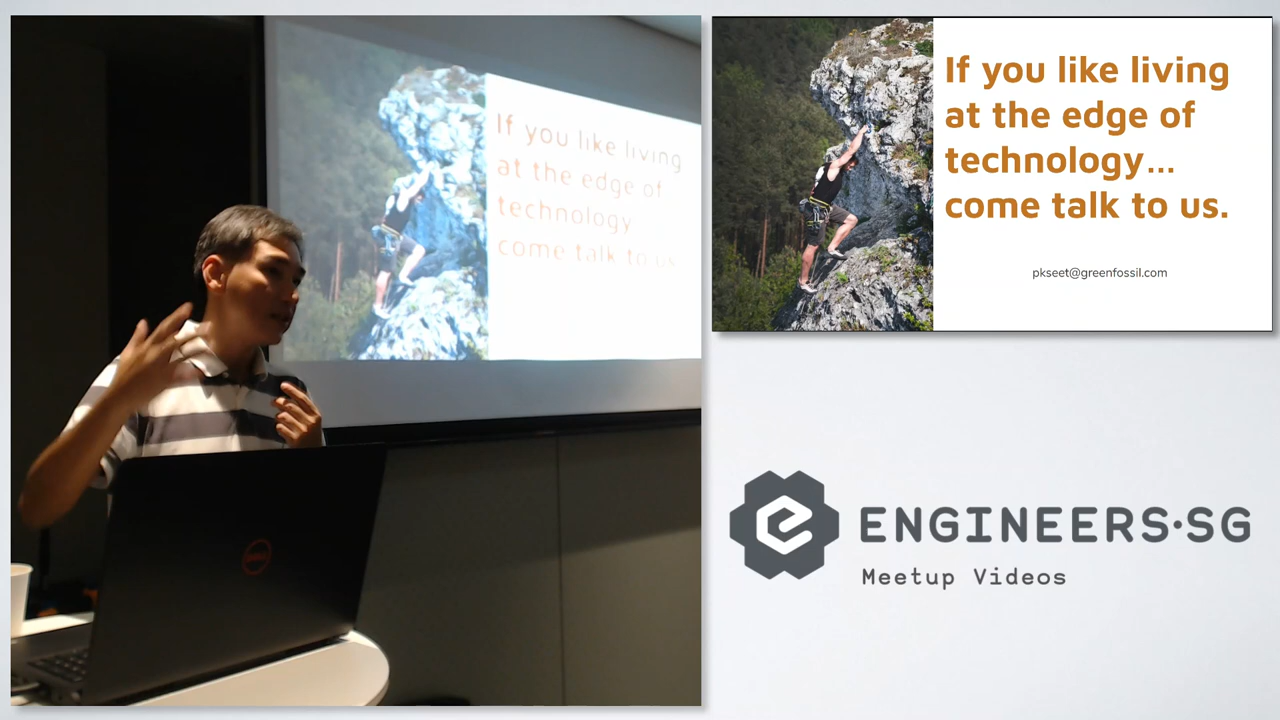 If you like living
at the edge of
technology
come talk to us.
DELL
If you like living
at the edge of
technology...
come talk to us.
pkseet@greenfossil.com
ENGINEERS·SG
Meetup Videos